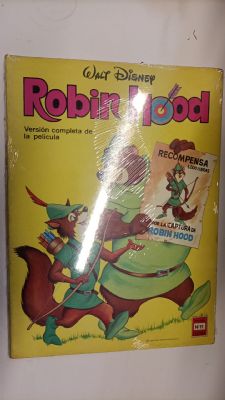 WALT DISNEY
Robin Hood
Versión completa de
la película
RECOMPENSA
POR LA CAPTURA DE
ROBIN HOOD